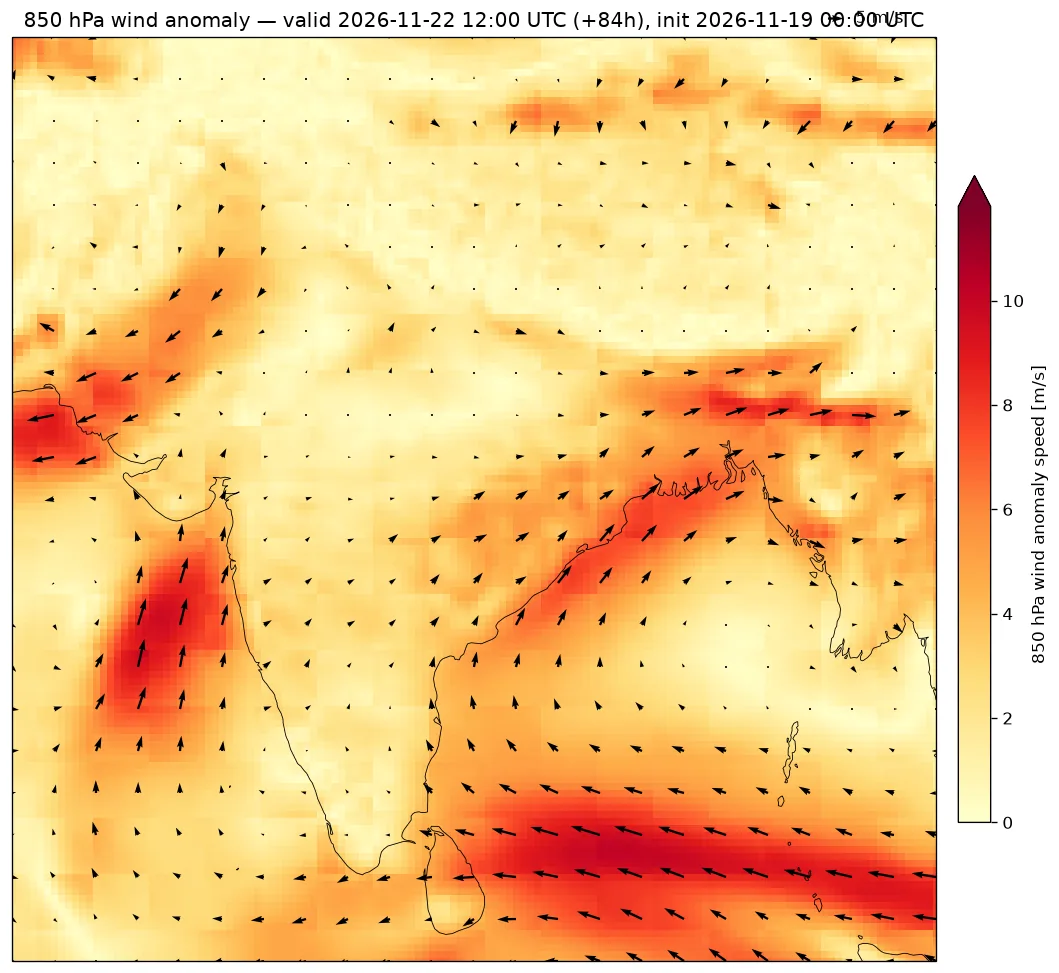 850 hPa wind anomaly — valid 2026-11-22 12:00 UTC (+84h), init 2026-11-19 00:00 UTC
5 m/s
10
8
6
4
2
0
850 hPa wind anomaly speed [m/s]